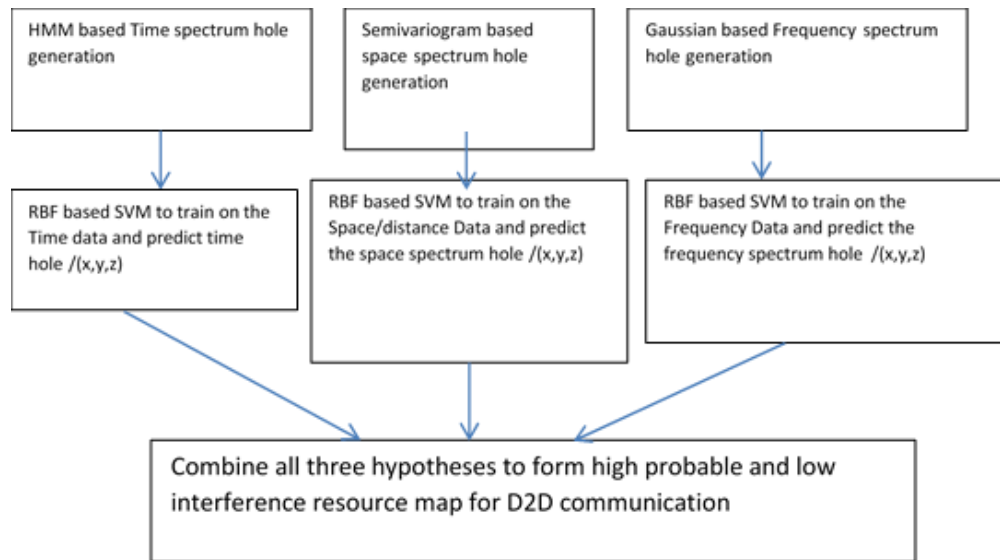 HMM based Time spectrum hole
generation
Semivariogram based
space spectrum hole
generation
Gaussian based Frequency spectrum
hole generation
RBF based SVM to train on the
Time data and predict time
hole /(x,y,z)
RBF based SVM to train on the
Space/distance Data and predict
the space spectrum hole /(x,y,z)
RBF based SVM to train on the
Frequency Data and predict the
frequency spectrum hole /(x,y,z)
Combine all three hypotheses to form high probable and low
interference resource map for D2D communication